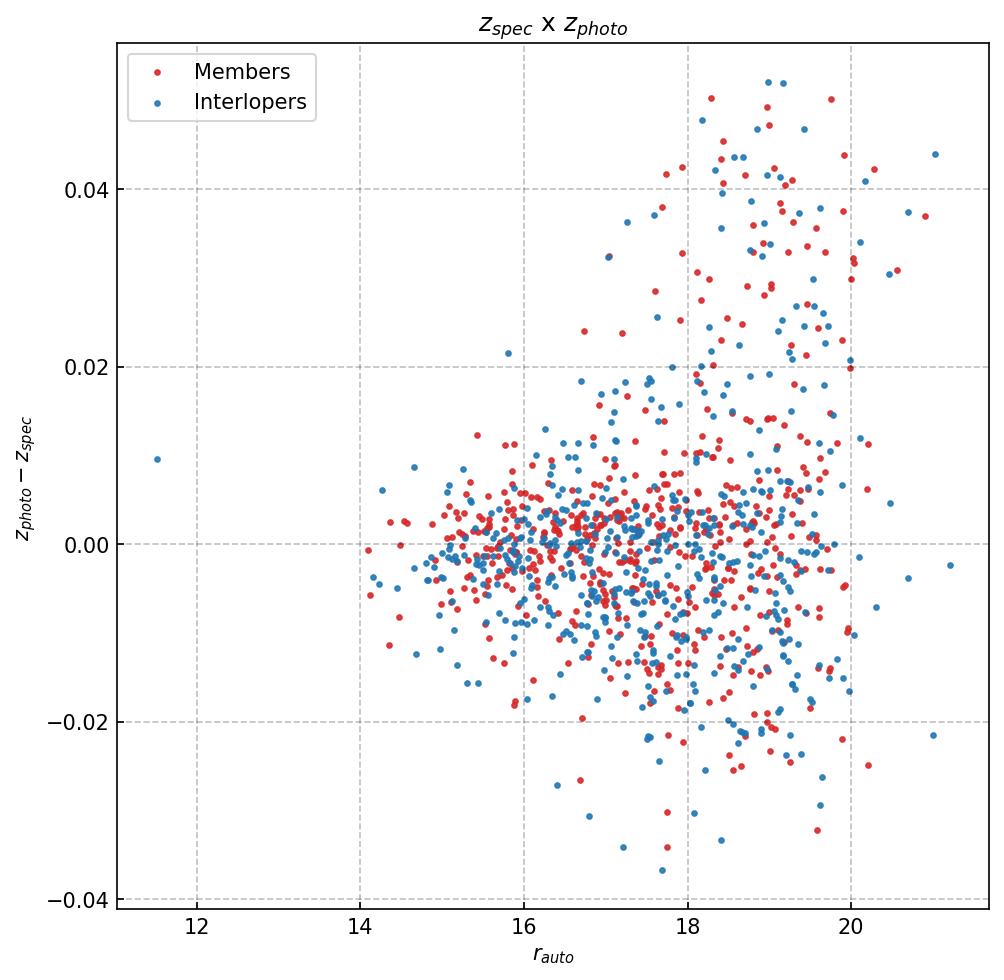 z_spec x z_photo
Members
Interlopers
0.04
0.02
0.00
−0.02
−0.04
z_photo − z_spec
12 14 16 18 20
r_auto